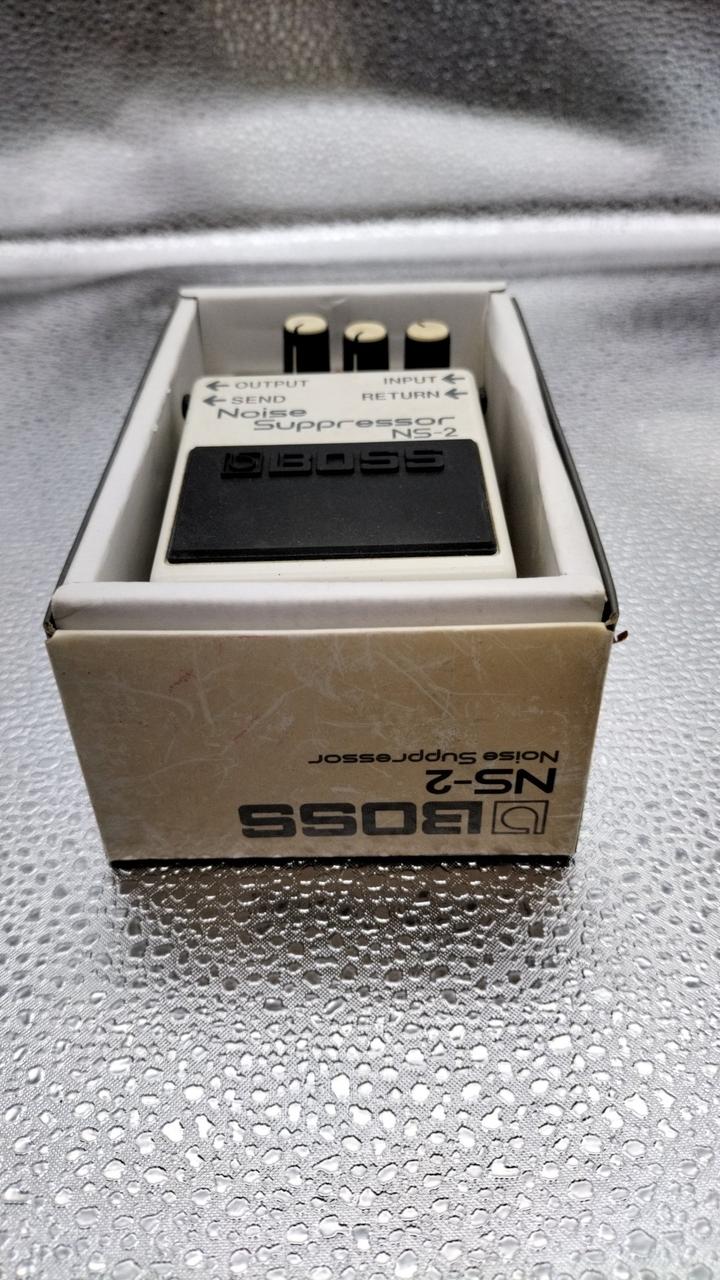 ← OUTPUT INPUT ←
← SEND RETURN ←
Noise
Suppressor
NS-2
BOSS
BOSS
NS-2
Noise Suppressor